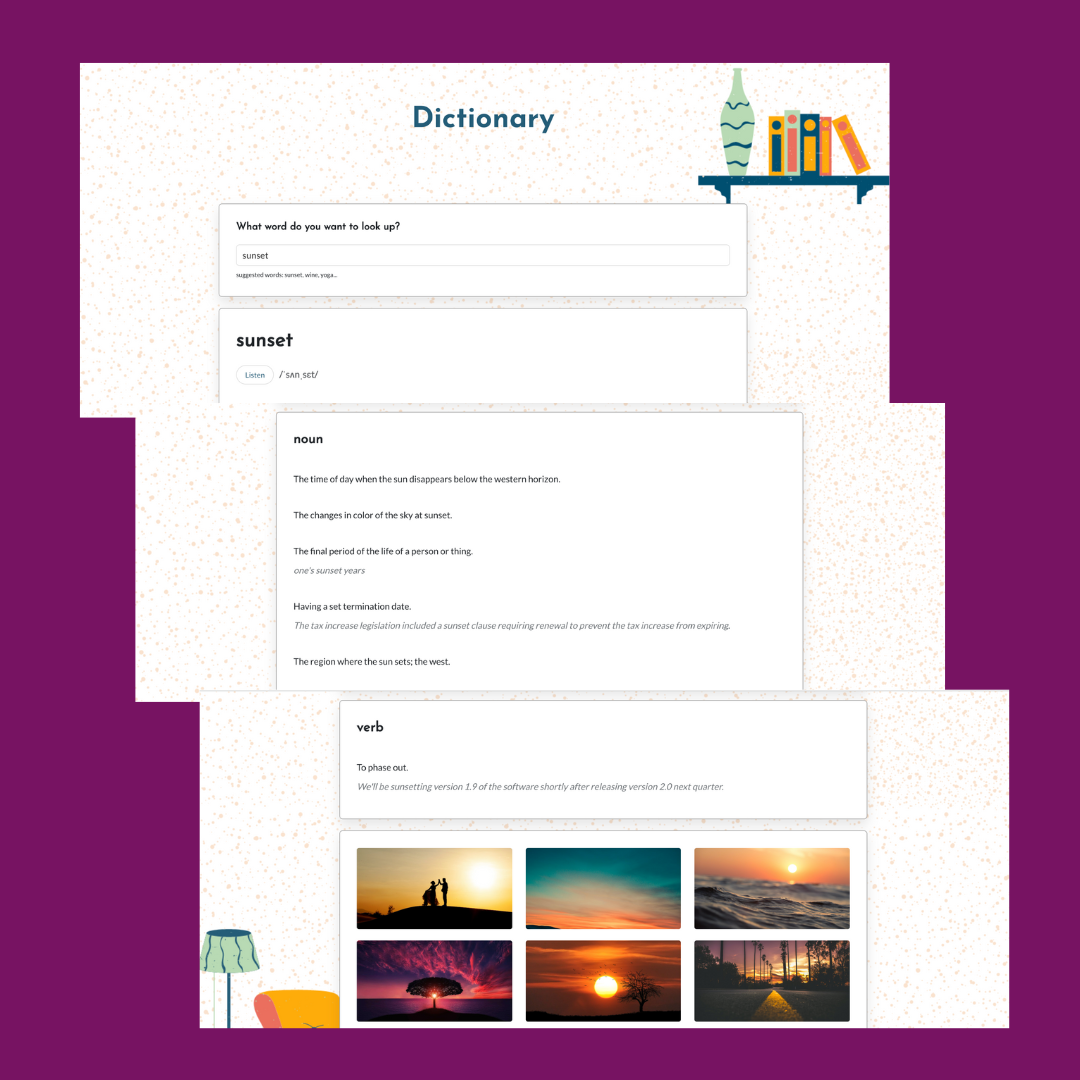 Dictionary
What word do you want to look up?
sunset
suggested words: sunset, wine, yoga...
sunset
Listen /ˈsʌnˌsɛt/
noun
The time of day when the sun disappears below the western horizon.
The changes in color of the sky at sunset.
The final period of the life of a person or thing.
one's sunset years
Having a set termination date.
The tax increase legislation included a sunset clause requiring renewal to prevent the tax increase from expiring.
The region where the sun sets; the west.
verb
To phase out.
We'll be sunsetting version 1.9 of the software shortly after releasing version 2.0 next quarter.